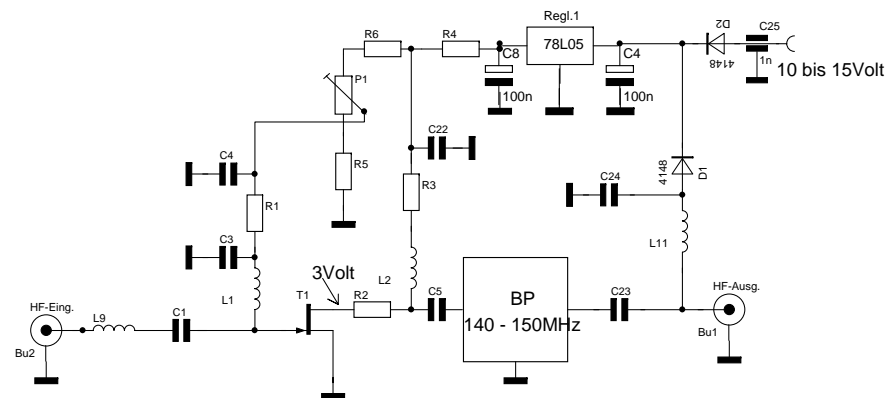 Regl.1
D2
C25
R6
R4
C8
78L05
C4
4148
1n
10 bis 15Volt
P1
100n
100n
C22
C4
R5
R3
4148
D1
C24
R1
C3
L11
L1
3Volt
L2
T1
R2
C5
BP
140 - 150MHz
C23
HF-Ausg.
Bu1
HF-Eing.
L9
C1
Bu2